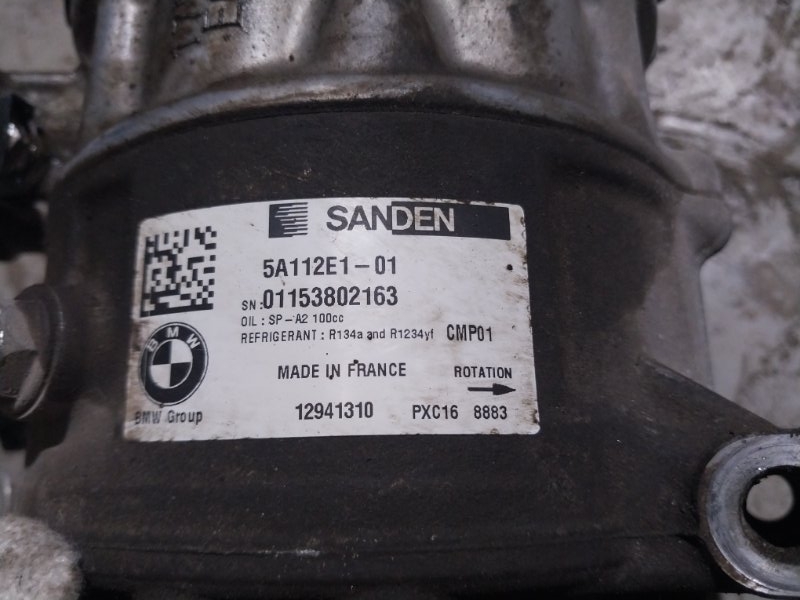 SANDEN
5A112E1-01
SN:01153802163
OIL : SP-A2 100cc
REFRIGERANT : R134a and R1234yf CMP01
BMW
MADE IN FRANCE ROTATION
BMW Group 12941310 PXC16 8883